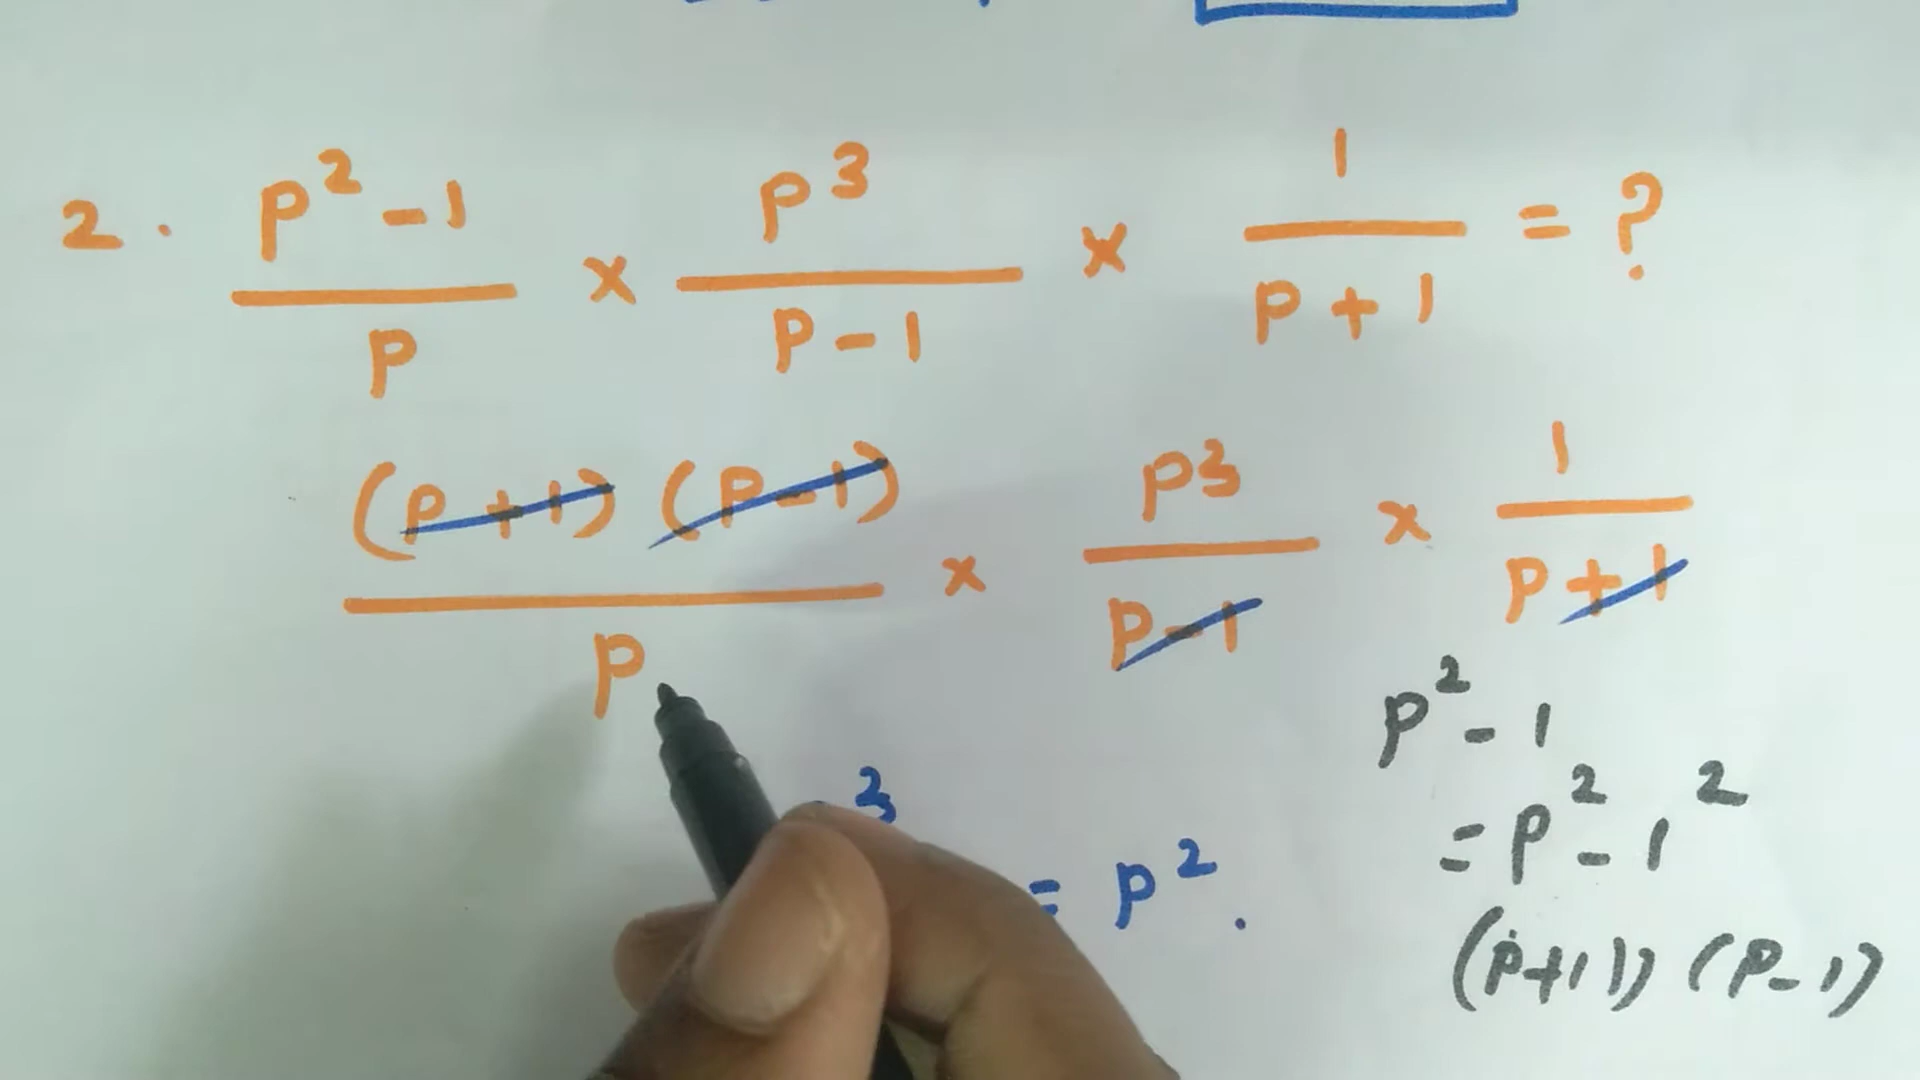 2. (p² - 1)/p × p³/(p - 1) × 1/(p + 1) = ?
(p + 1) (p - 1)/p × p³/(p - 1) × 1/(p + 1)
p² - 1
= p² - 1²
(p + 1) (p - 1)
3
= p².